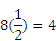 8(1/2) = 4